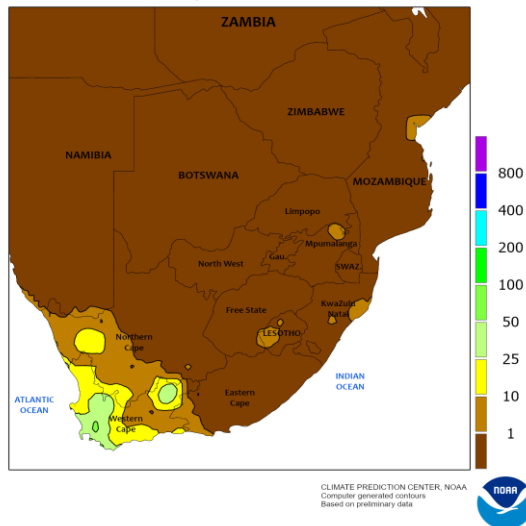 ZAMBIA
ZIMBABWE
NAMIBIA
BOTSWANA
MOZAMBIQUE
Limpopo
Mpumalanga
North West
Gau.
SWAZ.
Free State
KwaZulu
Natal
LESOTHO
Northern
Cape
Eastern
Cape
Western
Cape
ATLANTIC
OCEAN
INDIAN
OCEAN
800
400
200
100
50
25
10
1
CLIMATE PREDICTION CENTER, NOAA
Computer generated contours
Based on preliminary data
NOAA